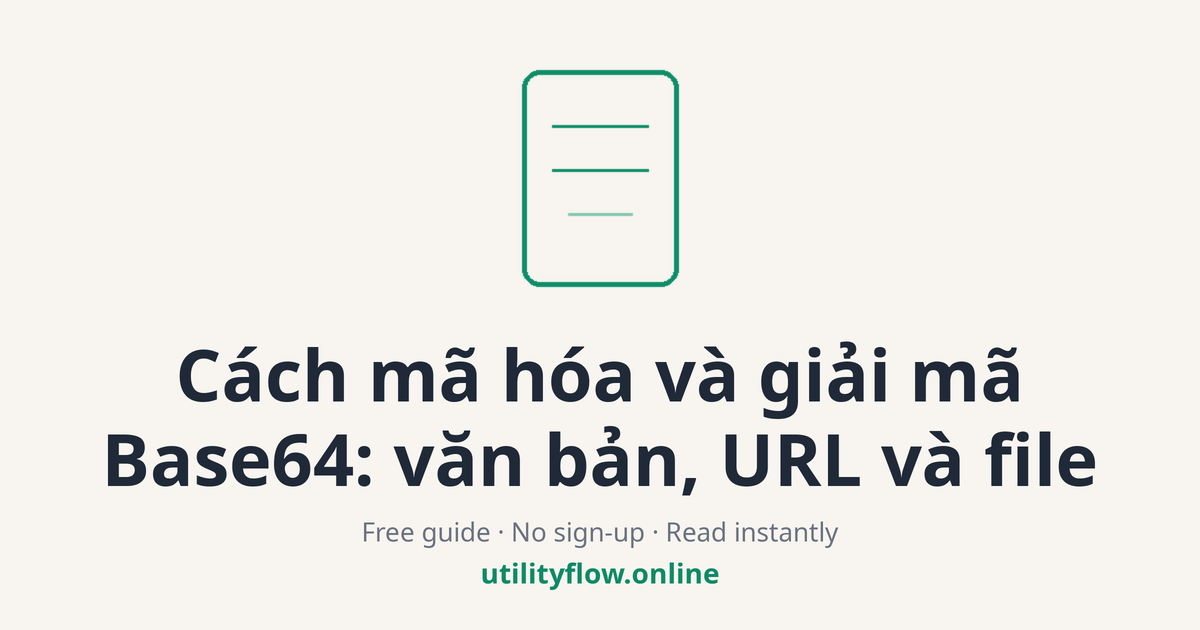 Cách mã hóa và giải mã
Base64: văn bản, URL và file
Free guide · No sign-up · Read instantly
utilityflow.online